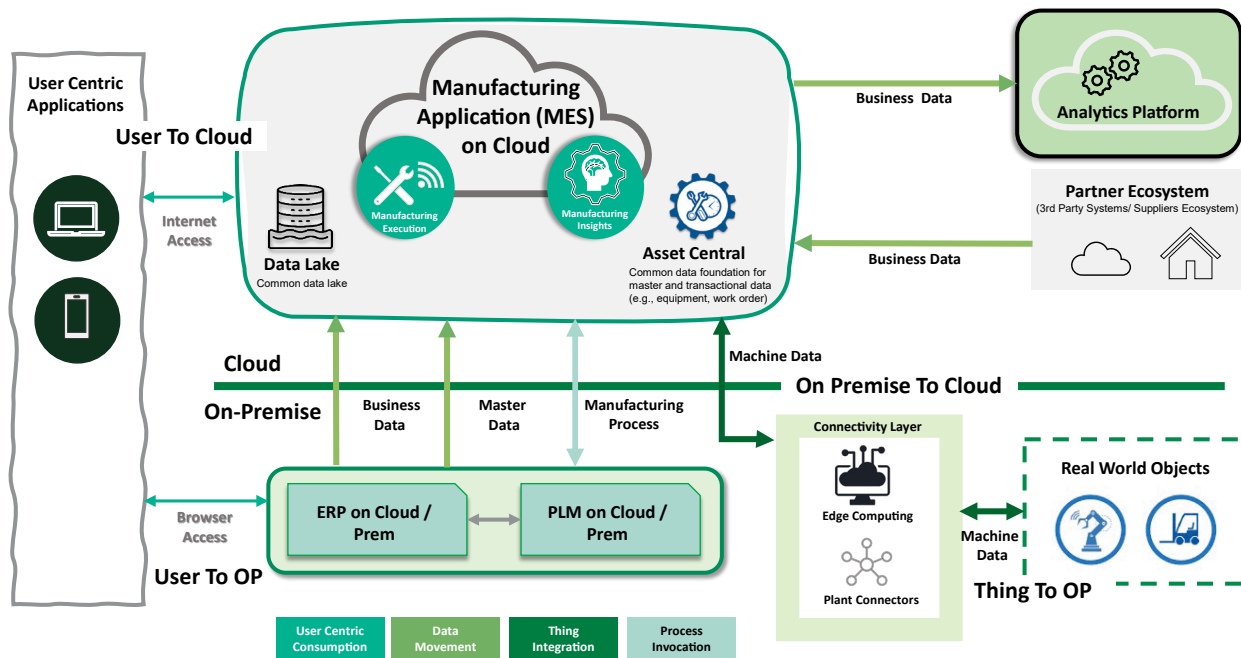 User Centric
Applications
User To Cloud
Internet
Access
Manufacturing
Application (MES)
on Cloud
Manufacturing
Execution
Manufacturing
Insights
Data Lake
Common data lake
Asset Central
Common data foundation for
master and transactional data
(e.g., equipment, work order)
Business Data
Analytics Platform
Partner Ecosystem
(3rd Party Systems/ Suppliers Ecosystem)
Business Data
Cloud
Machine Data
On Premise To Cloud
On-Premise
Business
Data
Master
Data
Manufacturing
Process
Connectivity Layer
Edge Computing
Plant Connectors
Real World Objects
Machine
Data
Thing To OP
Browser
Access
User To OP
ERP on Cloud /
Prem
PLM on Cloud /
Prem
User Centric
Consumption
Data
Movement
Thing
Integration
Process
Invocation